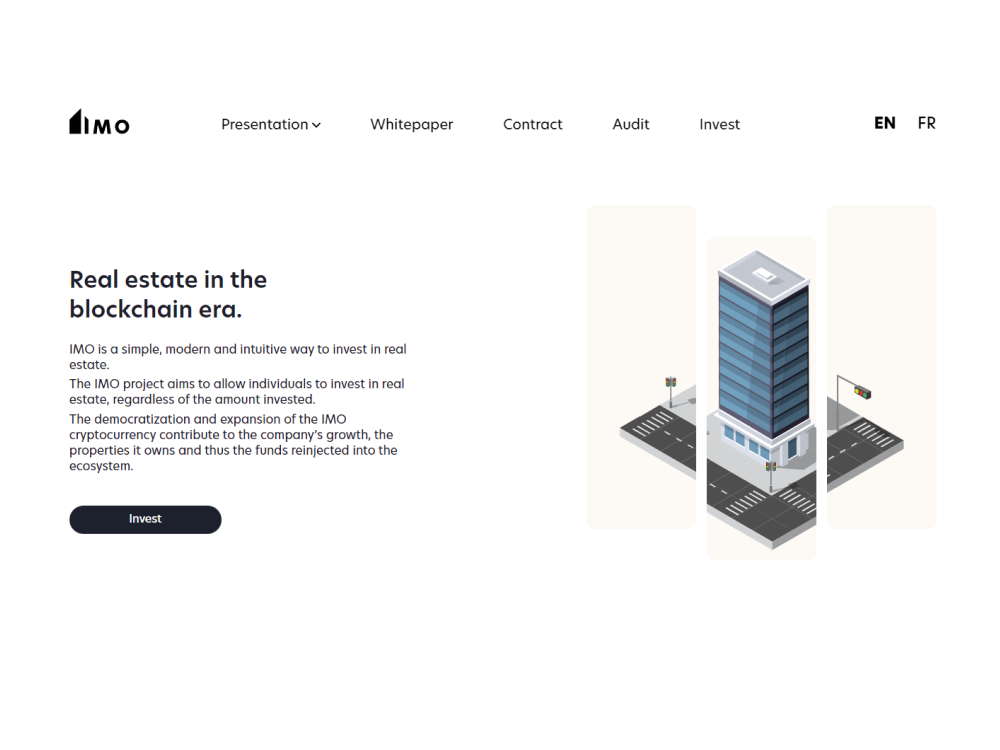 IMO
Presentation
Whitepaper
Contract
Audit
Invest
EN
FR
Real estate in the
blockchain era.
IMO is a simple, modern and intuitive way to invest in real
estate.
The IMO project aims to allow individuals to invest in real
estate, regardless of the amount invested.
The democratization and expansion of the IMO
cryptocurrency contribute to the company's growth, the
properties it owns and thus the funds reinjected into the
ecosystem.
Invest